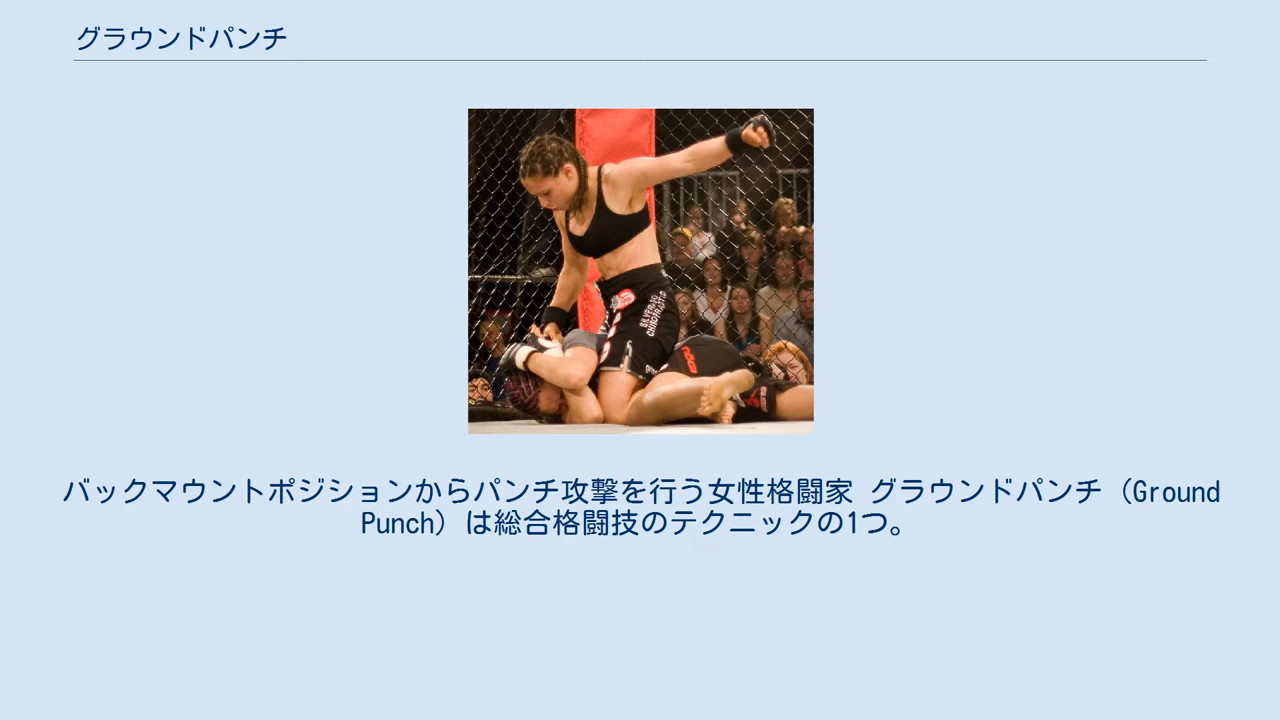 グラウンドパンチ
SILVERADO
CHIROPRACTIC
バックマウントポジションからパンチ攻撃を行う女性格闘家 グラウンドパンチ（Ground
Punch）は総合格闘技のテクニックの1つ。